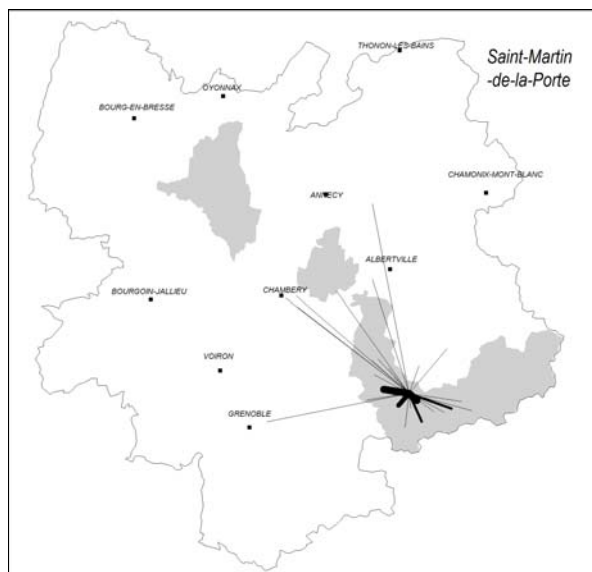 THONON-LES-BAINS
Saint-Martin
-de-la-Porte
OYONNAX
BOURG-EN-BRESSE
CHAMONIX-MONT-BLANC
ANNECY
ALBERTVILLE
CHAMBERY
BOURGOIN-JALLIEU
VOIRON
GRENOBLE